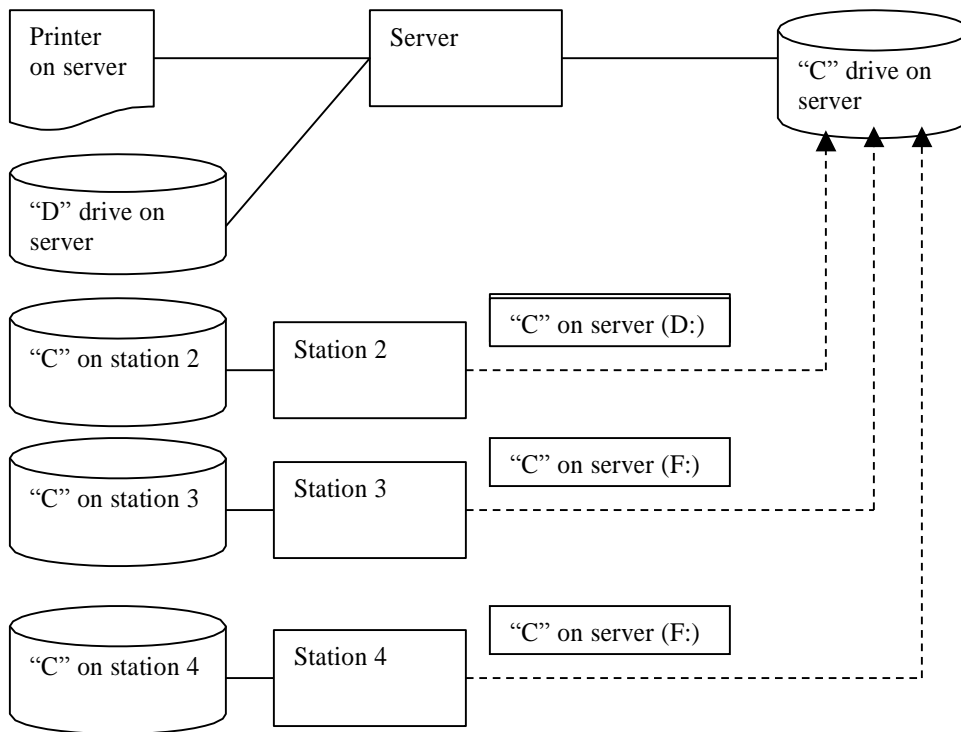 Printer
on server
Server
“C” drive on
server
“D” drive on
server
“C” on server (D:)
“C” on station 2
Station 2
“C” on server (F:)
“C” on station 3
Station 3
“C” on server (F:)
“C” on station 4
Station 4